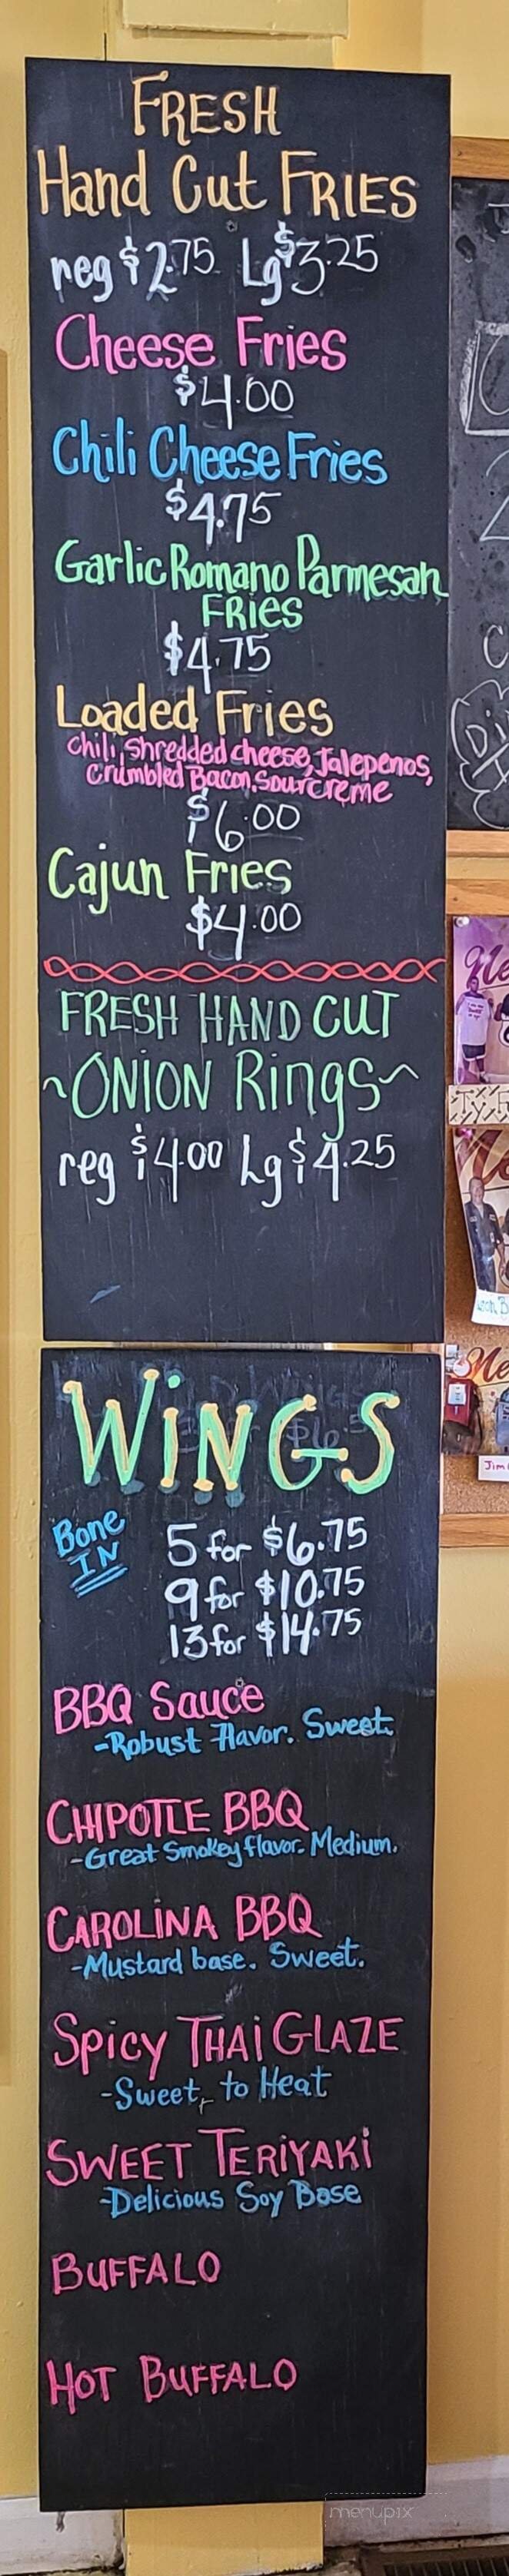 FRESH
Hand Cut FRIES
reg $2.75 Lg $3.25
Cheese Fries
$4.00
Chili Cheese Fries
$4.75
Garlic Romano Parmesan
FRIES
$4.75
Loaded Fries
Chili, Shredded cheese, Jalepenos,
Crumbled Bacon, Sour creme
$6.00
Cajun Fries
$4.00
FRESH HAND CUT
~ONION Rings~
reg $4.00 Lg $4.25
WiNGS
Bone
IN
5 for $6.75
9 for $10.75
13 for $14.75
BBQ Sauce
-Robust Flavor. Sweet.
CHIPOTLE BBQ
-Great Smokey flavor. Medium.
CAROLINA BBQ
-Mustard base. Sweet.
Spicy THAi GLAZE
-Sweet, to Heat
SWEET TERiYAKi
-Delicious Soy Base
BUFFALO
HOT BUFFALO
Jim
menupix